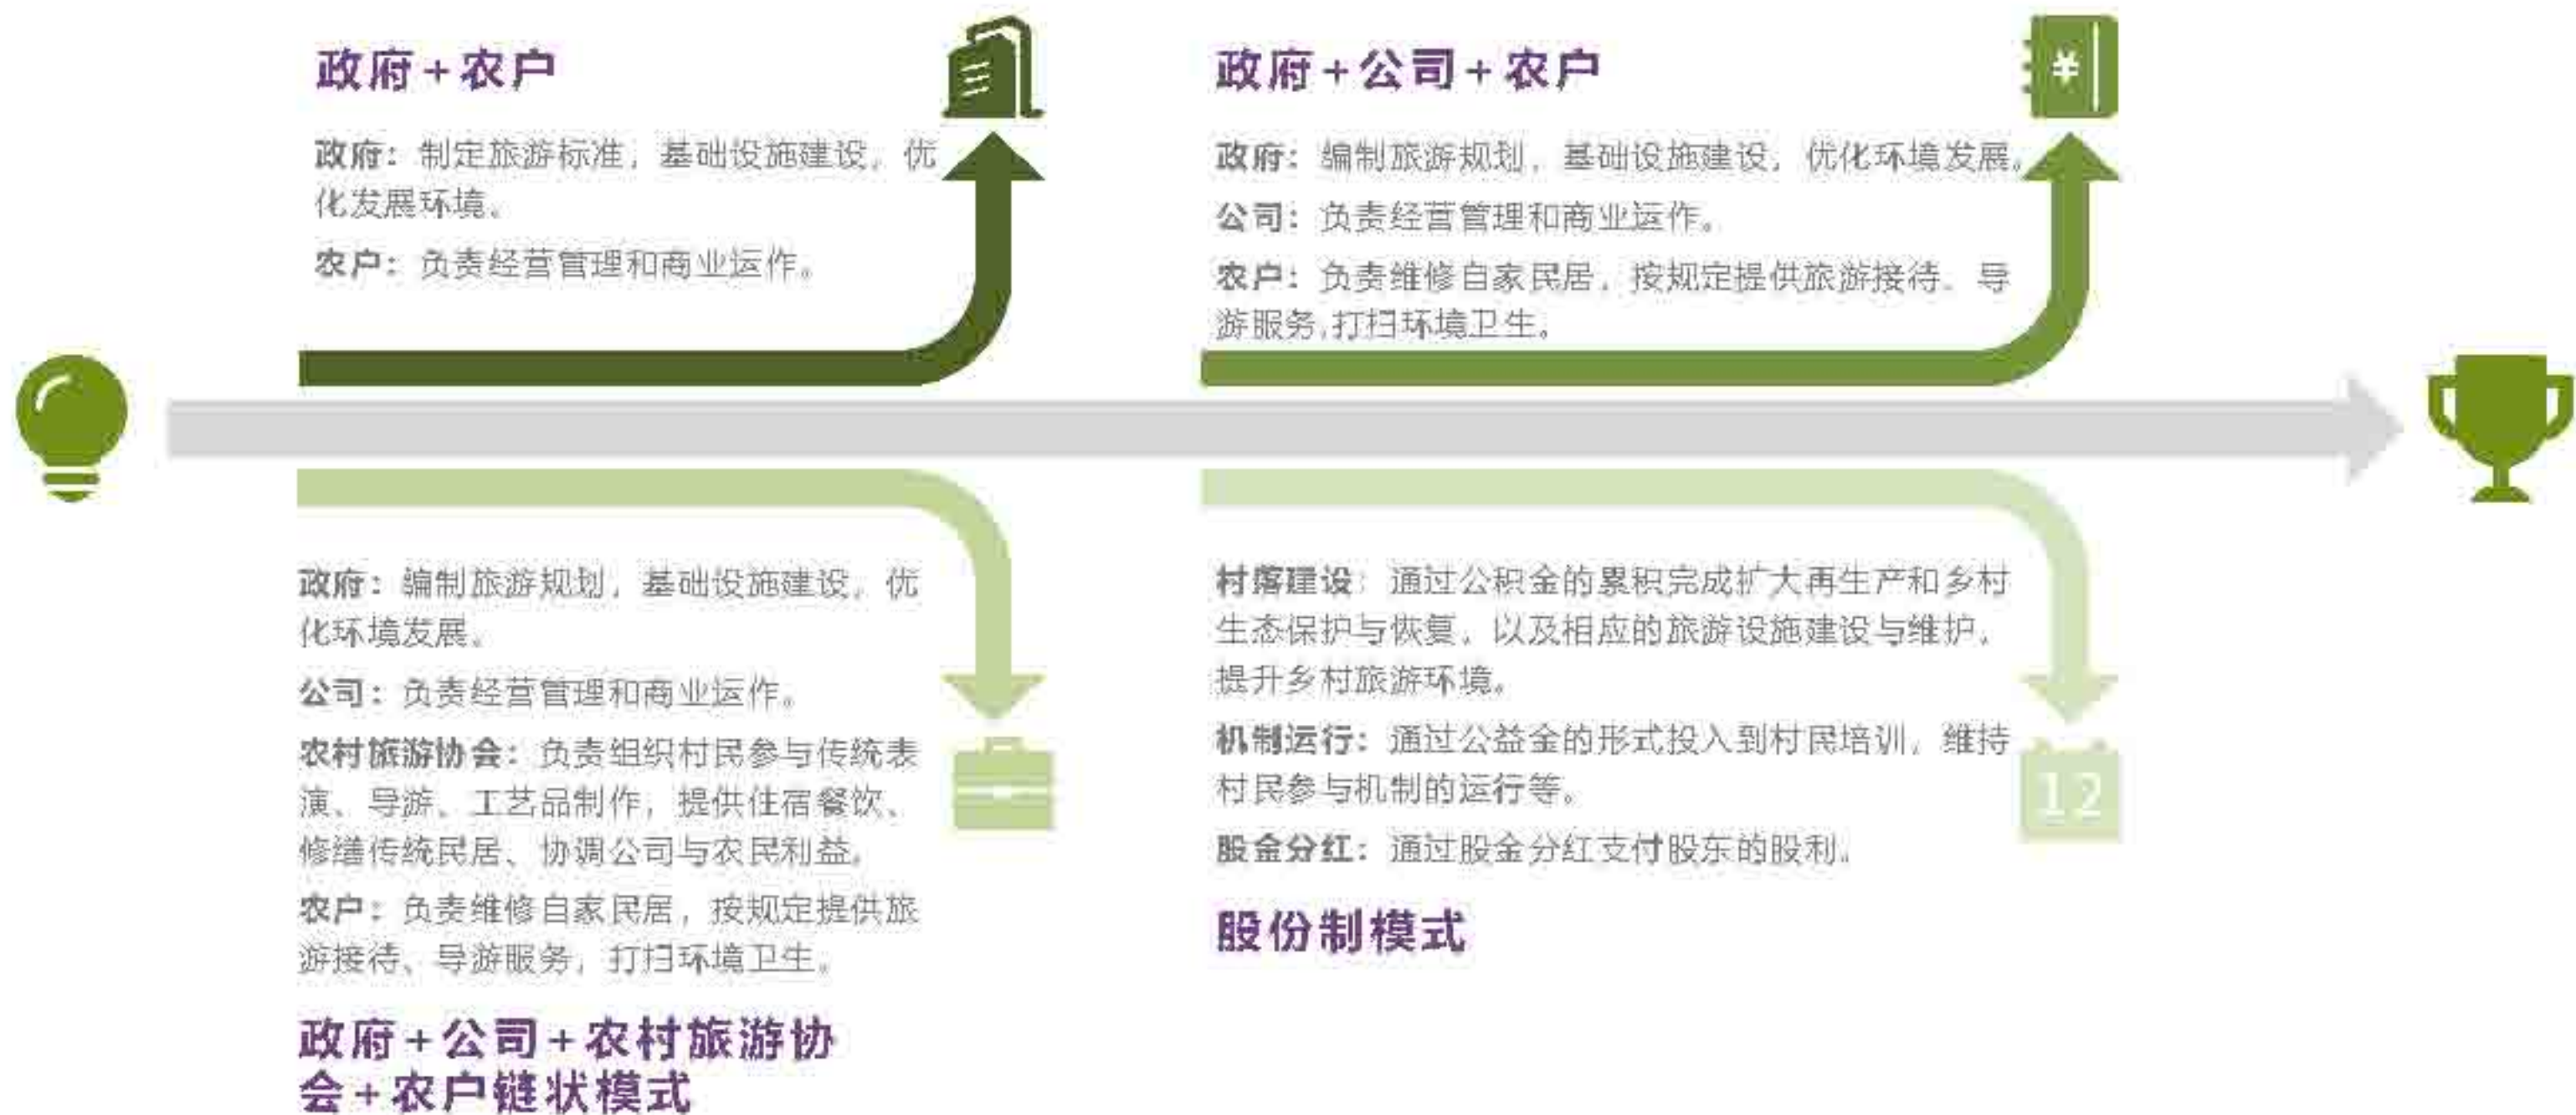 政府+农户
政府：制定旅游标准，基础设施建设，优
化发展环境。
农户：负责经营管理和商业运作。
政府+公司+农户
¥
政府：编制旅游规划，基础设施建设，优化环境发展。
公司：负责经营管理和商业运作。
农户：负责维修自家民居，按规定提供旅游接待、导
游服务,打扫环境卫生。
政府：编制旅游规划，基础设施建设，优
化环境发展。
公司：负责经营管理和商业运作。
农村旅游协会：负责组织村民参与传统表
演、导游、工艺品制作，提供住宿餐饮、
修缮传统民居、协调公司与农民利益。
农户：负责维修自家民居，按规定提供旅
游接待、导游服务，打扫环境卫生。
政府+公司+农村旅游协
会+农户链状模式
村落建设：通过公积金的累积完成扩大再生产和乡村
生态保护与恢复，以及相应的旅游设施建设与维护，
提升乡村旅游环境。
机制运行：通过公益金的形式投入到村民培训，维持
村民参与机制的运行等。
股金分红：通过股金分红支付股东的股利。
12
股份制模式